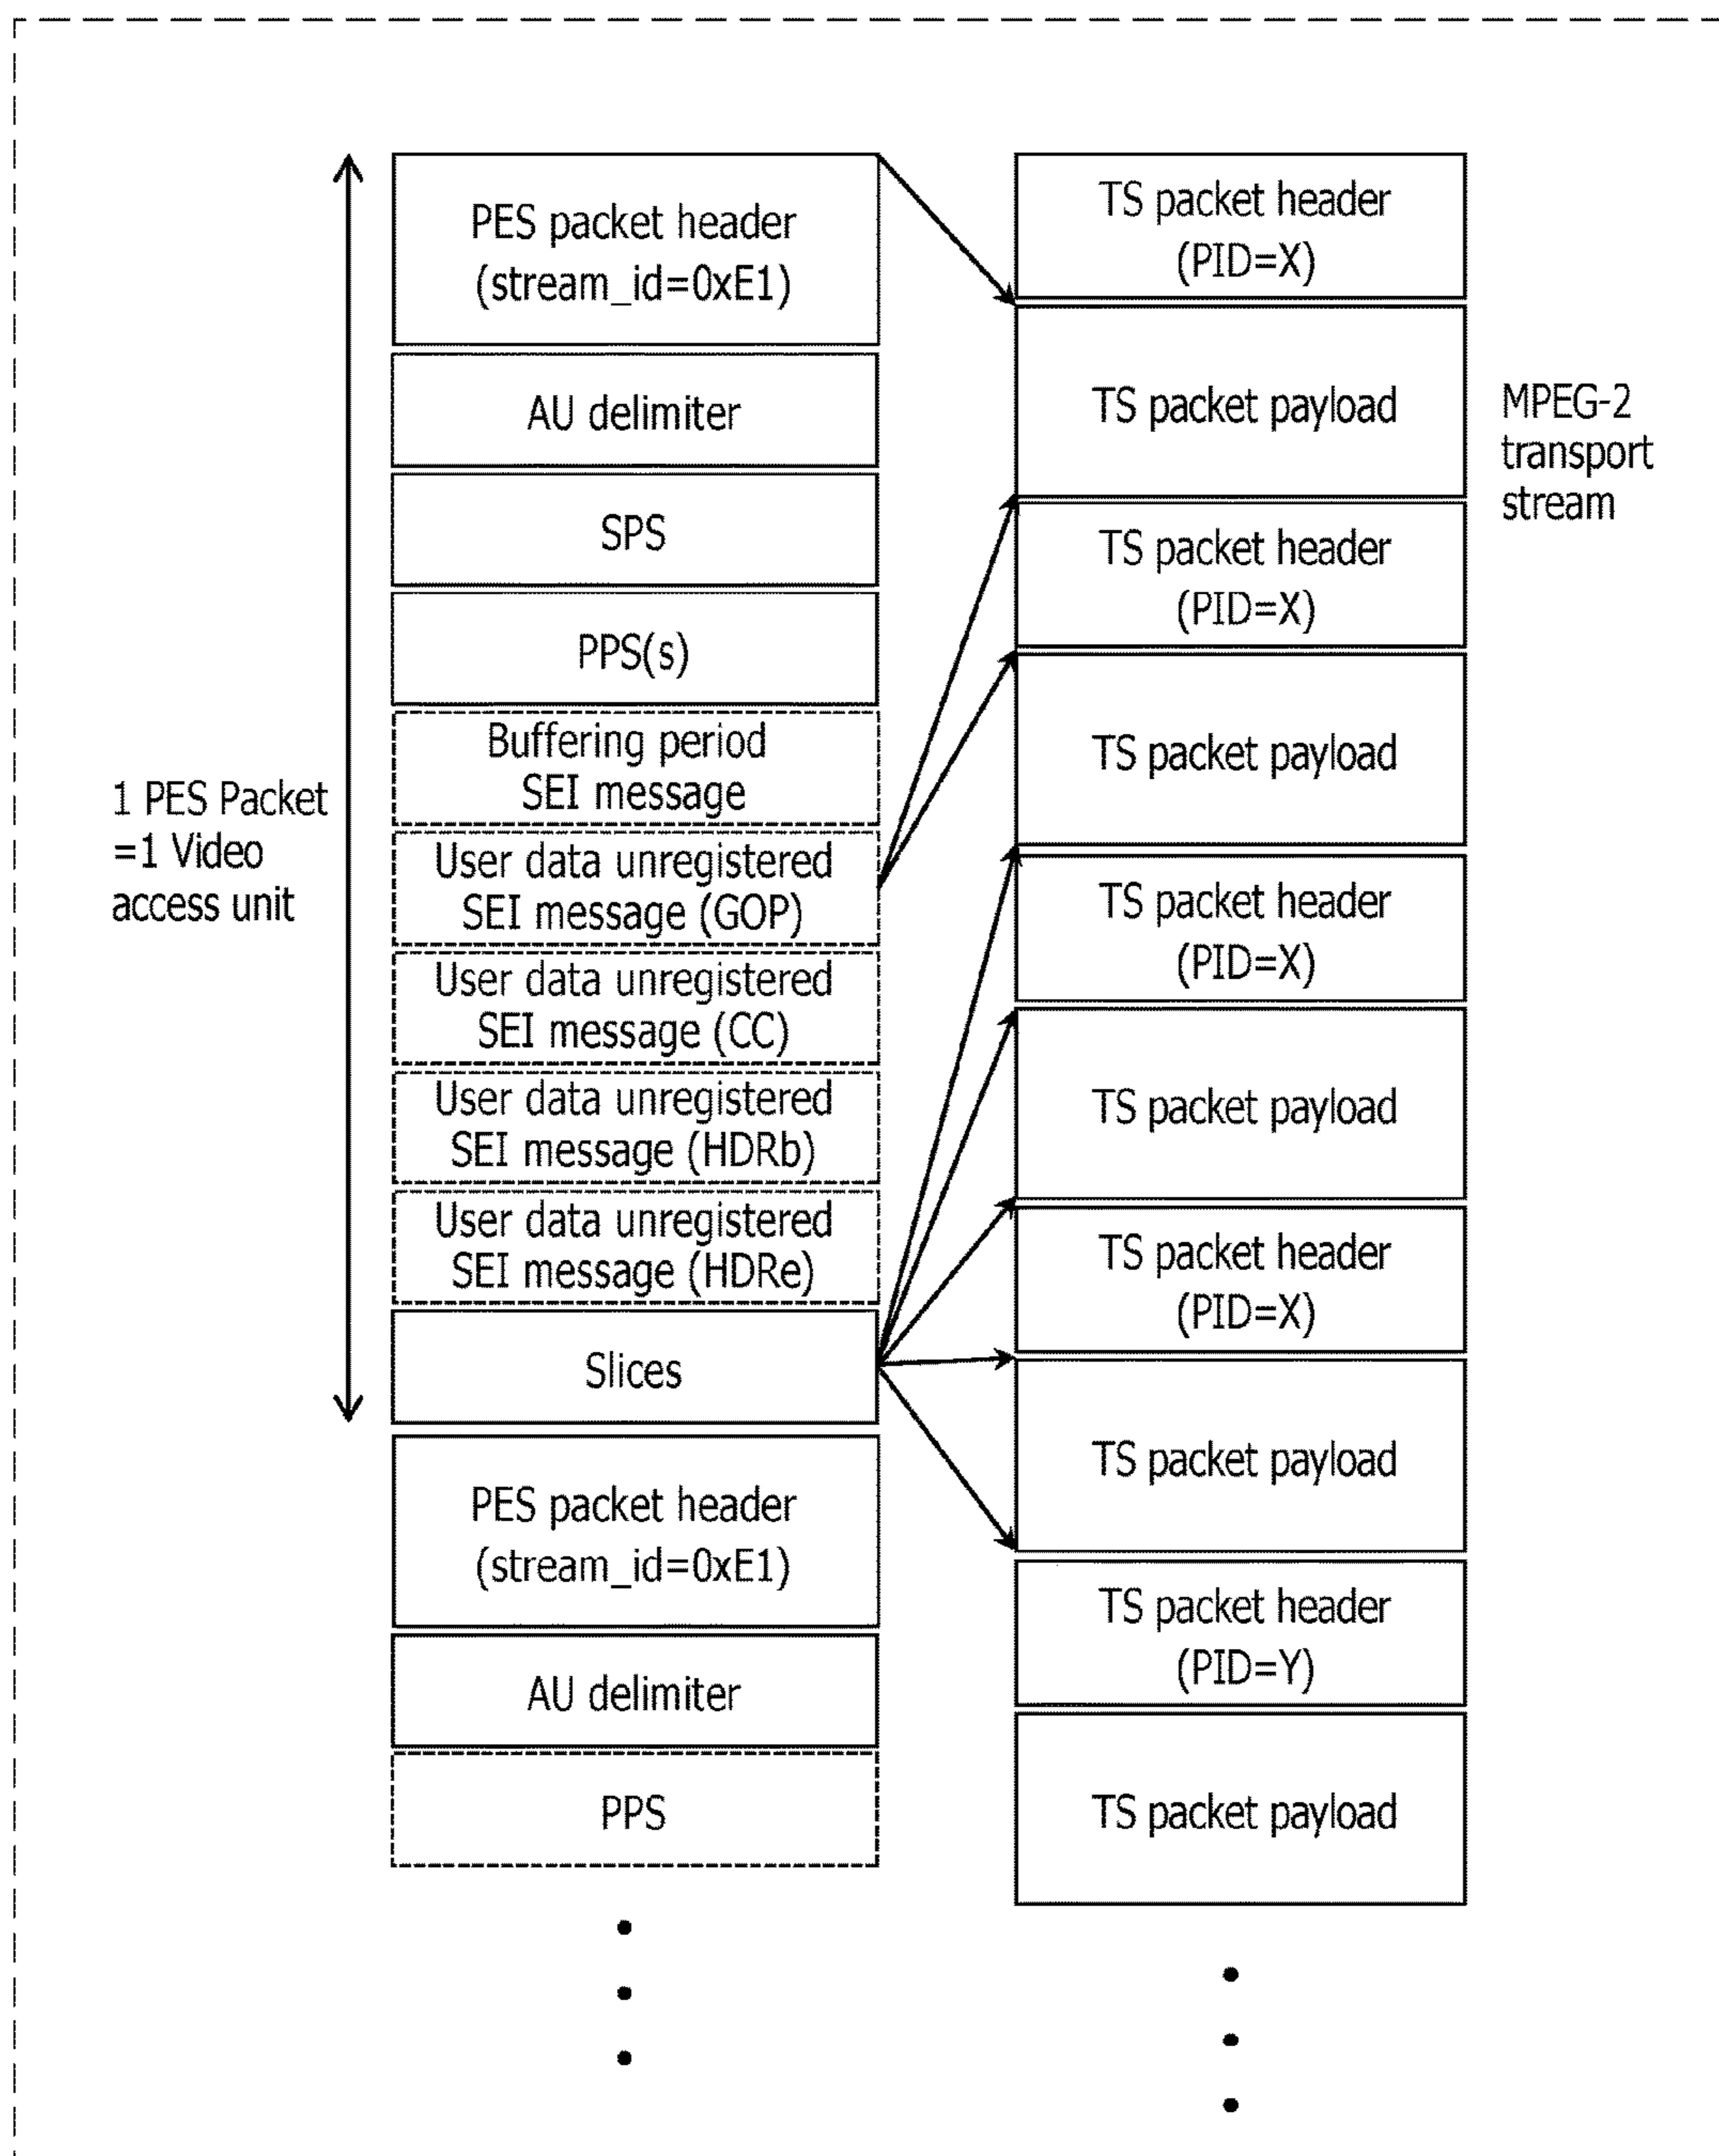 1 PES Packet
=1 Video
access unit
PES packet header
(stream_id=0xE1)
AU delimiter
SPS
PPS(s)
Buffering period
SEI message
User data unregistered
SEI message (GOP)
User data unregistered
SEI message (CC)
User data unregistered
SEI message (HDRb)
User data unregistered
SEI message (HDRe)
Slices
PES packet header
(stream_id=0xE1)
AU delimiter
PPS
TS packet header
(PID=X)
TS packet payload
TS packet header
(PID=X)
TS packet payload
TS packet header
(PID=X)
TS packet payload
TS packet header
(PID=X)
TS packet payload
TS packet header
(PID=Y)
TS packet payload
MPEG-2
transport
stream